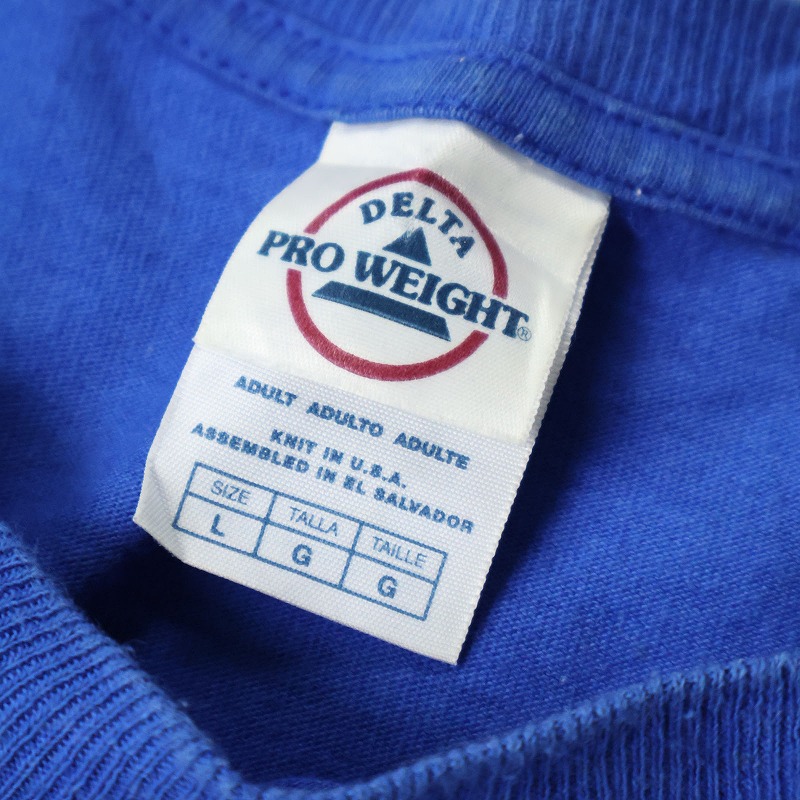 DELTA
PRO WEIGHT®
ADULT ADULTO ADULTE
KNIT IN U.S.A.
ASSEMBLED IN EL SALVADOR
SIZE TALLA TAILLE
L G G